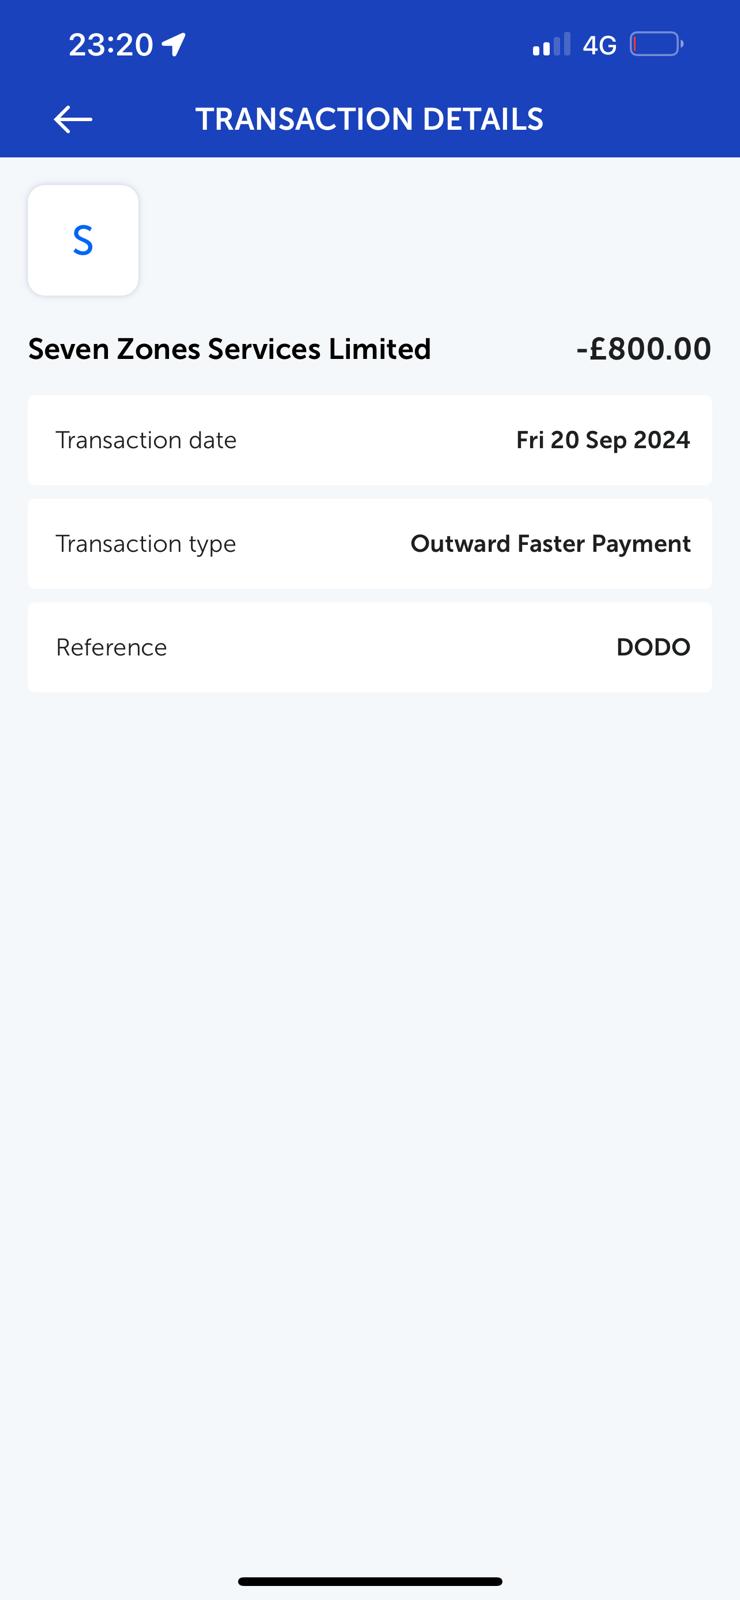 23:20
4G
TRANSACTION DETAILS
S
Seven Zones Services Limited -£800.00
Transaction date Fri 20 Sep 2024
Transaction type Outward Faster Payment
Reference DODO